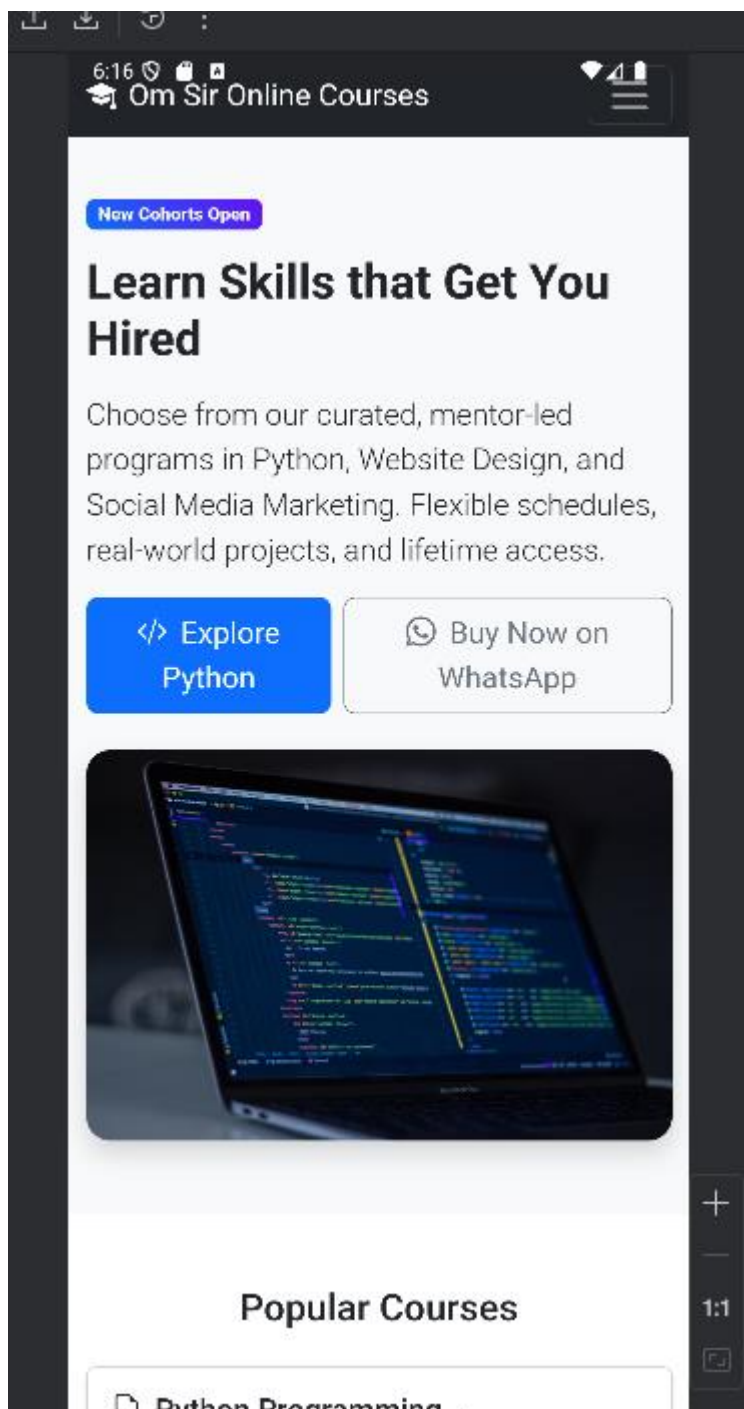 6:16
Om Sir Online Courses
New Cohorts Open
Learn Skills that Get You
Hired
Choose from our curated, mentor-led
programs in Python, Website Design, and
Social Media Marketing. Flexible schedules,
real-world projects, and lifetime access.
</> Explore
Python
Buy Now on
WhatsApp
Popular Courses
Python Programming
1:1